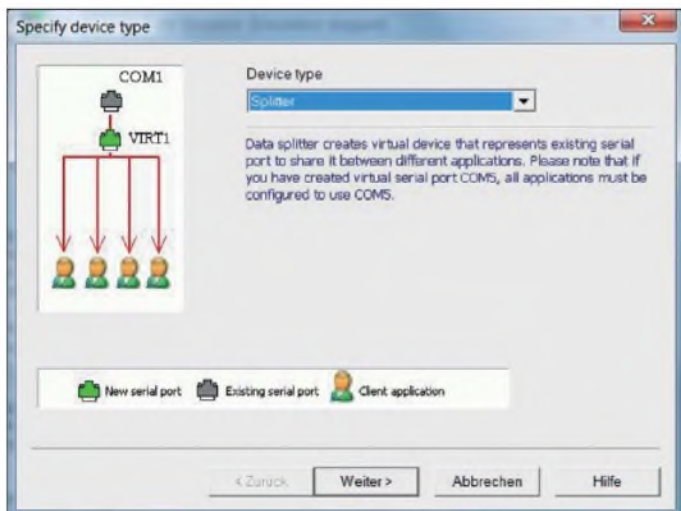 Specify device type
COM1
VIRT1
Device type
Splitter
Data splitter creates virtual device that represents existing serial
port to share it between different applications. Please note that if
you have created virtual serial port COM5, all applications must be
configured to use COM5.
New serial port
Existing serial port
Client application
< Zurück
Weiter >
Abbrechen
Hilfe